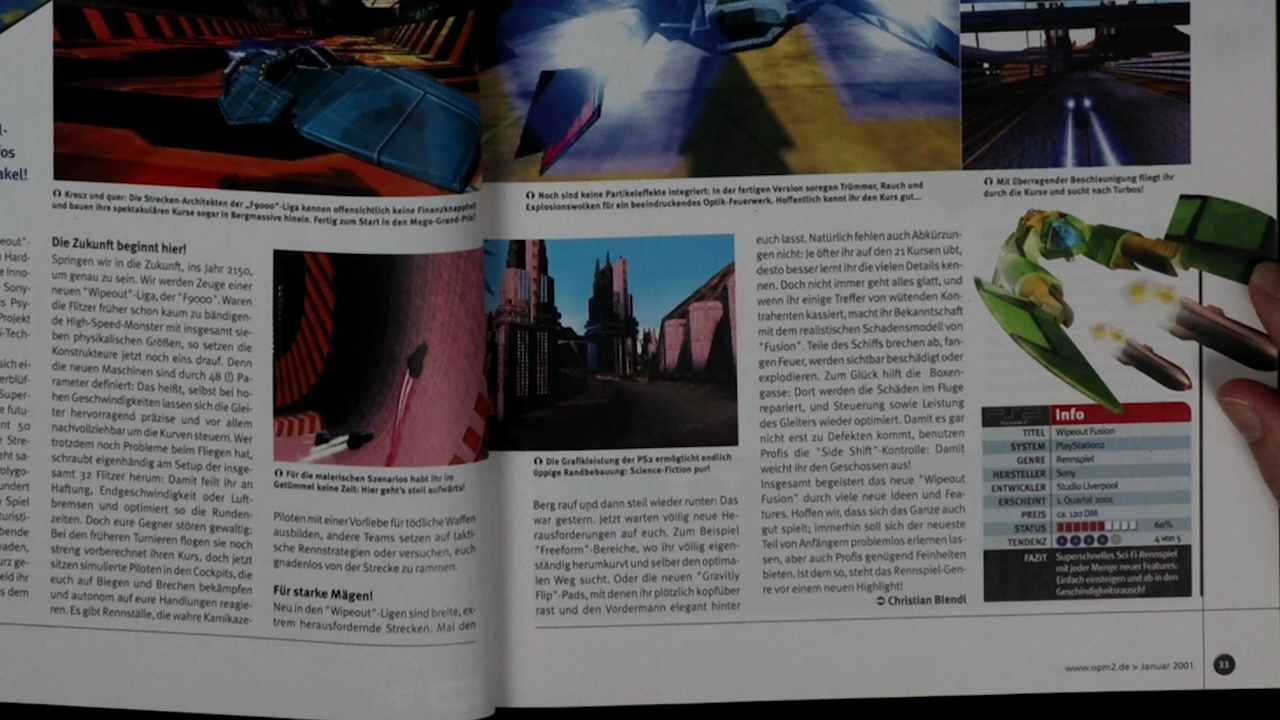 akel!
Kreuz und quer: Die Strecken-Architekten der „F9000"-Liga kennen offensichtlich keine Finanzknappheit
und bauen ihre spektakulären Kurse sogar in Bergmassive hinein. Fertig zum Start in den Mega-Grand-Prix?
Die Zukunft beginnt hier!
Springen wir in die Zukunft, ins Jahr 2150,
um genau zu sein. Wir werden Zeuge einer
neuen "Wipeout"-Liga, der "F9000". Waren
die Flitzer früher schon kaum zu bändigen-
de High-Speed-Monster mit insgesamt sie-
ben physikalischen Größen, so setzen die
Konstrukteure jetzt noch eins drauf. Denn
die neuen Maschinen sind durch 48 (!) Pa-
rameter definiert: Das heißt, selbst bei ho-
hen Geschwindigkeiten lassen sich die Glei-
ter hervorragend präzise und vor allem
nachvollziehbar um die Kurven steuern. Wer
trotzdem noch Probleme beim Fliegen hat,
schraubt eigenhändig am Setup der insge-
samt 32 Flitzer herum: Damit feilt ihr an
Haftung, Endgeschwindigkeit oder Luft-
bremsen und optimiert so die Runden-
zeiten. Doch eure Gegner stören gewaltig:
Bei den früheren Turnieren flogen sie noch
streng vorberechnet ihren Kurs, doch jetzt
sitzen simulierte Piloten in den Cockpits, die
euch auf Biegen und Brechen bekämpfen
und autonom auf eure Handlungen reagie-
ren. Es gibt Rennställe, die wahre Kamikaze-
Für die malerischen Szenarios habt ihr im
Getümmel keine Zeit: Hier geht's steil aufwärts!
Piloten mit einer Vorliebe für tödliche Waffen
ausbilden, andere Teams setzen auf takti-
sche Rennstrategien oder versuchen, euch
gnadenlos von der Strecke zu rammen.
Für starke Mägen!
Neu in den "Wipeout"-Ligen sind breite, ex-
trem herausfordernde Strecken. Mal den
Noch sind keine Partikeleffekte integriert: In der fertigen Version soregen Trümmer, Rauch und
Explosionswolken für ein beeindruckendes Optik-Feuerwerk. Hoffentlich kennt ihr den Kurs gut...
Die Grafikleistung der PS2 ermöglicht endlich
üppige Randbebauung: Science-Fiction pur!
Berg rauf und dann steil wieder runter: Das
war gestern. Jetzt warten völlig neue He-
rausforderungen auf euch. Zum Beispiel
"Freeform"-Bereiche, wo ihr völlig eigen-
ständig herumkurvt und selber den optima-
len Weg sucht. Oder die neuen "Gravitiy
Flip"-Pads, mit denen ihr plötzlich kopfüber
rast und den Vordermann elegant hinter
euch lasst. Natürlich fehlen auch Abkürzun-
gen nicht: Je öfter ihr auf den 21 Kursen übt,
desto besser lernt ihr die vielen Details ken-
nen. Doch nicht immer geht alles glatt, und
wenn ihr einige Treffer von wütenden Kon-
trahenten kassiert, macht ihr Bekanntschaft
mit dem realistischen Schadensmodell von
"Fusion". Teile des Schiffs brechen ab, fan-
gen Feuer, werden sichtbar beschädigt oder
explodieren. Zum Glück hilft die Boxen-
gasse: Dort werden die Schäden im Fluge
repariert, und Steuerung sowie Leistung
des Gleiters wieder optimiert. Damit es gar
nicht erst zu Defekten kommt, benutzen
Profis die "Side Shift"-Kontrolle: Damit
weicht ihr den Geschossen aus!
Insgesamt begeistert das neue "Wipeout
Fusion" durch viele neue Ideen und Fea-
tures. Hoffen wir, dass sich das Ganze auch
gut spielt; immerhin soll sich der neueste
Teil von Anfängern problemlos erlernen las-
sen, aber auch Profis genügend Feinheiten
bieten. Ist dem so, steht das Rennspiel-Gen-
re vor einem neuen Highlight!
Christian Blendl
Mit überragender Beschleunigung fliegt ihr
durch die Kurse und sucht nach Turbos!
Info
TITEL Wipeout Fusion
SYSTEM PlayStation2
GENRE Rennspiel
HERSTELLER Sony
ENTWICKLER Studio Liverpool
ERSCHEINT 1. Quartal 2001
PREIS ca. 120 DM
STATUS 60%
TENDENZ 4 von 5
FAZIT Superschnelles Sci-Fi-Rennspiel
mit jeder Menge neuer Features:
Einfach einsteigen und ab in den
Geschwindigkeitsrausch!
www.opm2.de > Januar 2001 33